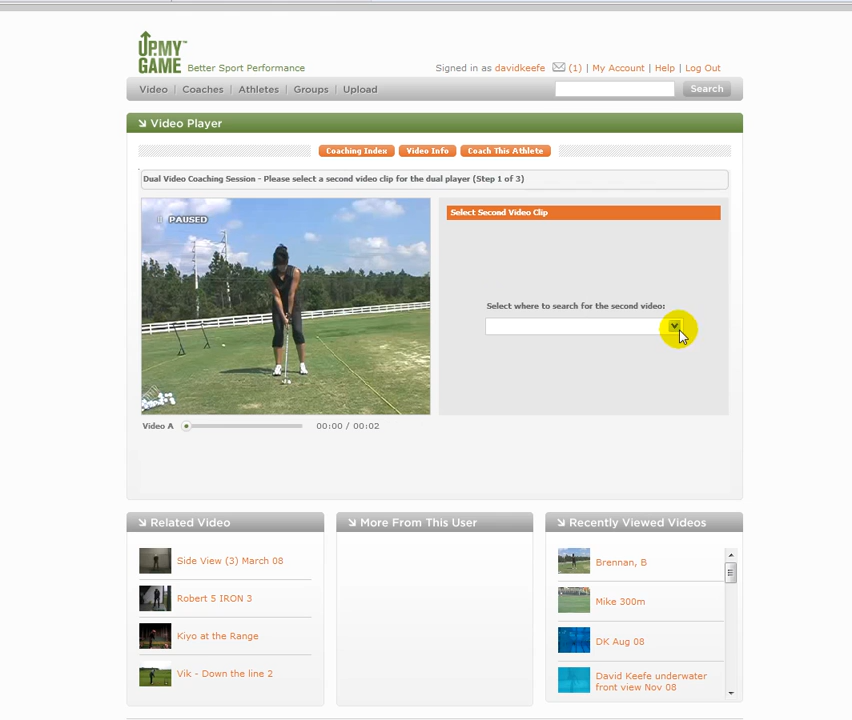 UP MY™
GAME
Better Sport Performance
Signed in as davidkeefe (1) | My Account | Help | Log Out
Video | Coaches | Athletes | Groups | Upload
Search
Video Player
Coaching Index
Video Info
Coach This Athlete
Dual Video Coaching Session - Please select a second video clip for the dual player (Step 1 of 3)
PAUSED
Select Second Video Clip
Select where to search for the second video:
Video A
00:00 / 00:02
Related Video
Side View (3) March 08
Robert 5 IRON 3
Kiyo at the Range
Vik - Down the line 2
More From This User
Recently Viewed Videos
Brennan, B
Mike 300m
DK Aug 08
David Keefe underwater
front view Nov 08